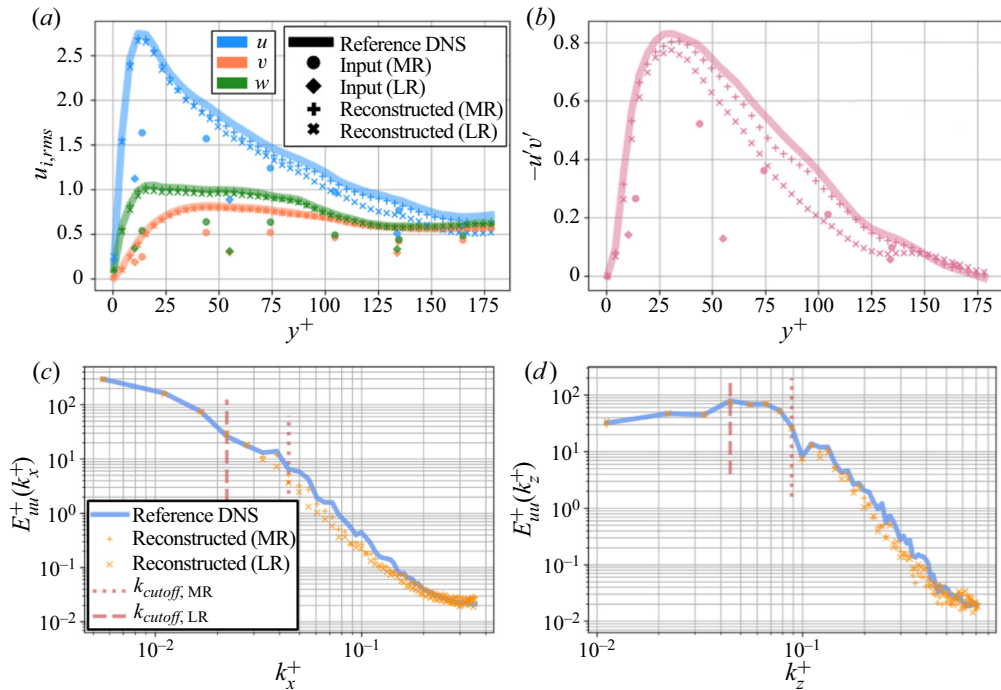 (a)
2.5
2.0
1.5
1.0
0.5
0
u_{i,rms}
0 25 50 75 100 125 150 175
y^+
u
v
w
Reference DNS
Input (MR)
Input (LR)
Reconstructed (MR)
Reconstructed (LR)
(b)
0.8
0.6
0.4
0.2
0
−u′v′
0 25 50 75 100 125 150 175
y^+
(c)
10^2
10^1
10^0
10^{−1}
10^{−2}
E^+_{uu}(k^+_x)
Reference DNS
Reconstructed (MR)
Reconstructed (LR)
k_{cutoff, MR}
k_{cutoff, LR}
10^{−2} 10^{−1}
k^+_x
(d)
10^2
10^1
10^0
10^{−1}
10^{−2}
E^+_{uu}(k^+_z)
10^{−2} 10^{−1}
k^+_z